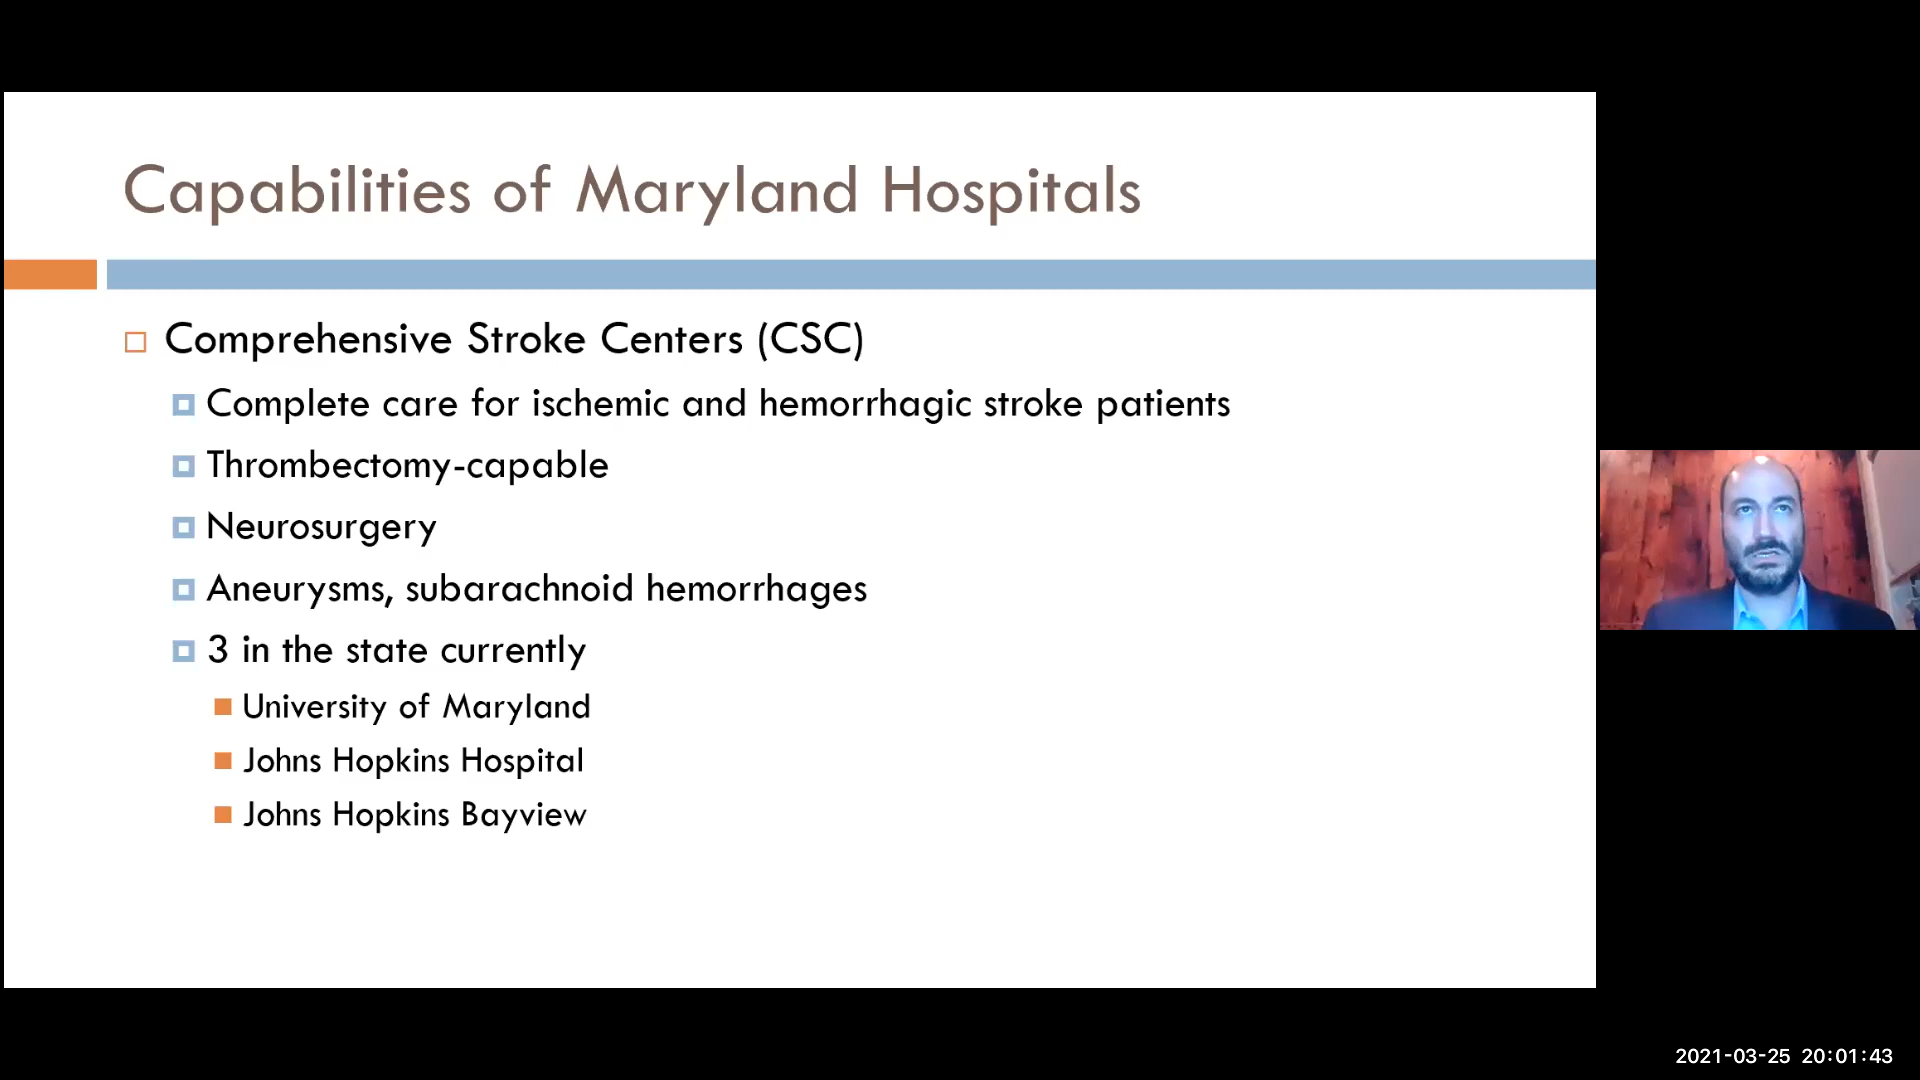 Capabilities of Maryland Hospitals
Comprehensive Stroke Centers (CSC)
Complete care for ischemic and hemorrhagic stroke patients
Thrombectomy-capable
Neurosurgery
Aneurysms, subarachnoid hemorrhages
3 in the state currently
University of Maryland
Johns Hopkins Hospital
Johns Hopkins Bayview
2021-03-25 20:01:43